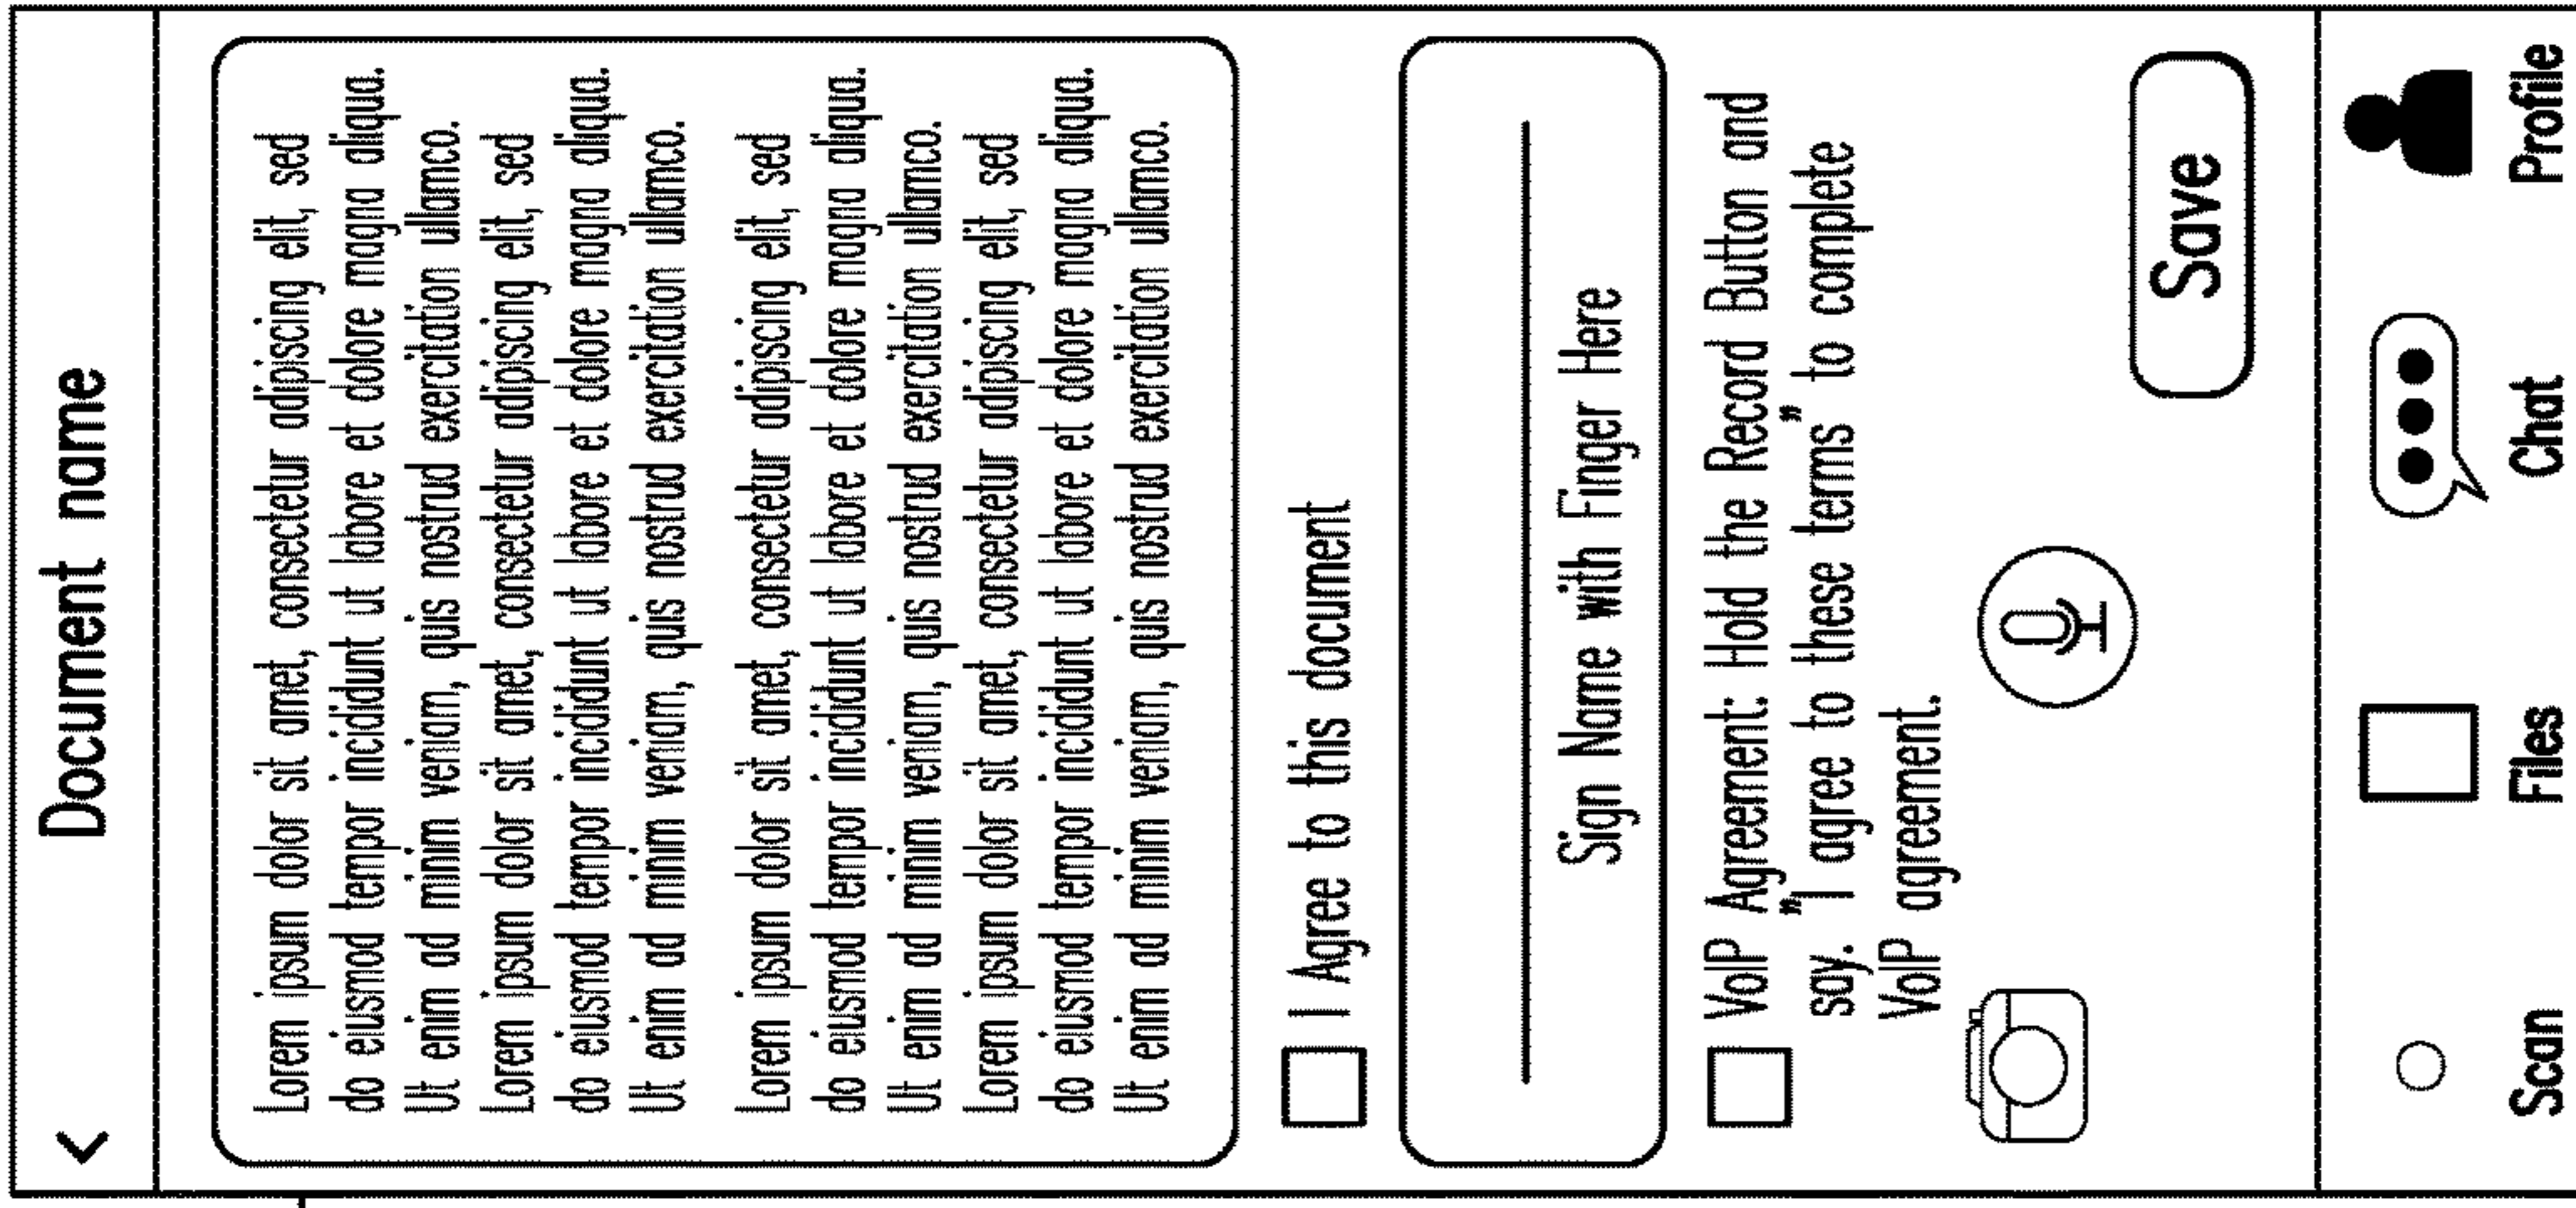 Document name
Lorem ipsum dolor sit amet, consectetur adipiscing elit, sed
do eiusmod tempor incididunt ut labore et dolore magna aliqua.
Ut enim ad minim veniam, quis nostrud exercitation ullamco.
Lorem ipsum dolor sit amet, consectetur adipiscing elit, sed
do eiusmod tempor incididunt ut labore et dolore magna aliqua.
Ut enim ad minim veniam, quis nostrud exercitation ullamco.
Lorem ipsum dolor sit amet, consectetur adipiscing elit, sed
do eiusmod tempor incididunt ut labore et dolore magna aliqua.
Ut enim ad minim veniam, quis nostrud exercitation ullamco.
Lorem ipsum dolor sit amet, consectetur adipiscing elit, sed
do eiusmod tempor incididunt ut labore et dolore magna aliqua.
Ut enim ad minim veniam, quis nostrud exercitation ullamco.
I Agree to this document
Sign Name with Finger Here
VoIP Agreement: Hold the Record Button and
say. "I agree to these terms" to complete
VoIP agreement.
Save
Scan Files Chat Profile